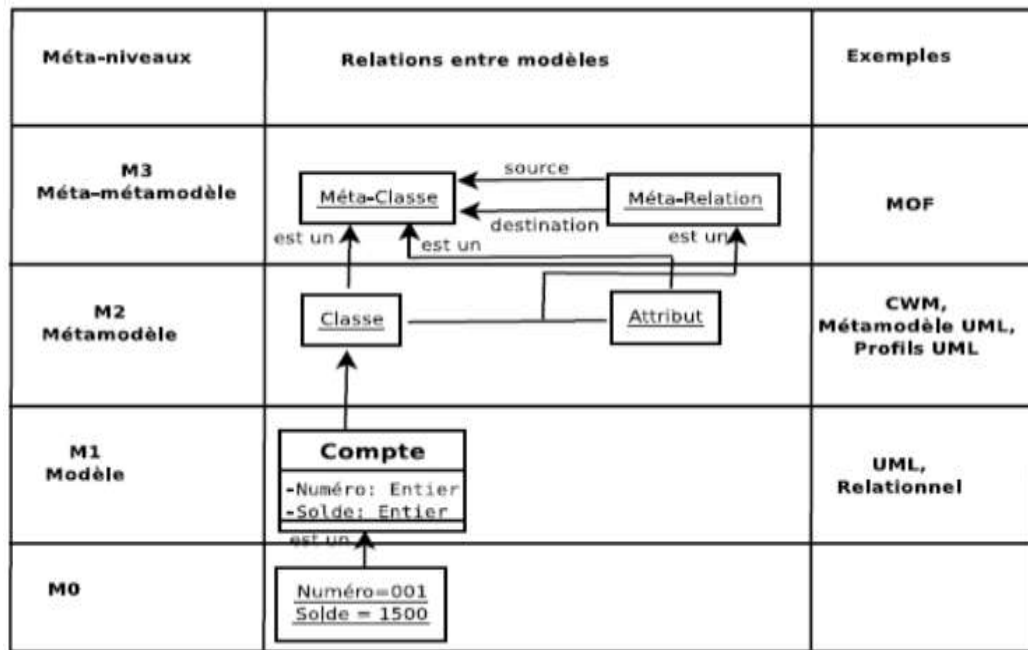 Méta-niveaux
Relations entre modèles
Exemples
M3
Méta-métamodèle
source
Méta-Classe
Méta-Relation
destination
est un
est un
est un
MOF
M2
Métamodèle
Classe
Attribut
CWM,
Métamodèle UML,
Profils UML
M1
Modèle
Compte
-Numéro: Entier
-Solde: Entier
UML,
Relationnel
est un
M0
Numéro=001
Solde = 1500